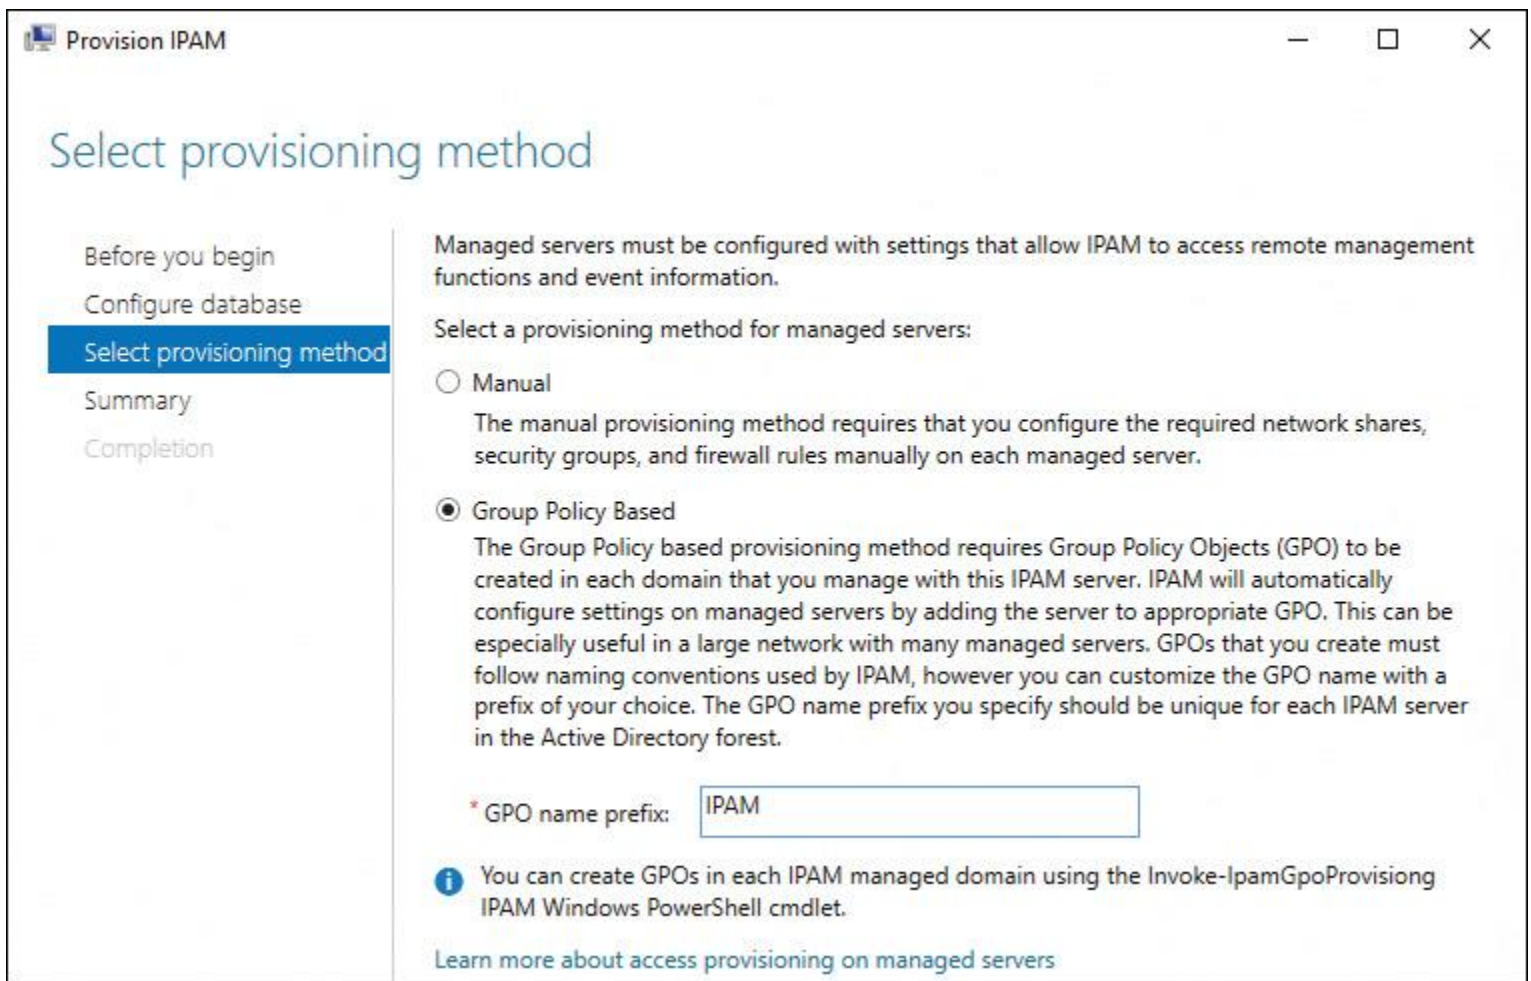 Provision IPAM
Select provisioning method
Before you begin
Configure database
Select provisioning method
Summary
Completion
Managed servers must be configured with settings that allow IPAM to access remote management
functions and event information.
Select a provisioning method for managed servers:
Manual
The manual provisioning method requires that you configure the required network shares,
security groups, and firewall rules manually on each managed server.
Group Policy Based
The Group Policy based provisioning method requires Group Policy Objects (GPO) to be
created in each domain that you manage with this IPAM server. IPAM will automatically
configure settings on managed servers by adding the server to appropriate GPO. This can be
especially useful in a large network with many managed servers. GPOs that you create must
follow naming conventions used by IPAM, however you can customize the GPO name with a
prefix of your choice. The GPO name prefix you specify should be unique for each IPAM server
in the Active Directory forest.
* GPO name prefix: IPAM
You can create GPOs in each IPAM managed domain using the Invoke-IpamGpoProvisiong
IPAM Windows PowerShell cmdlet.
Learn more about access provisioning on managed servers